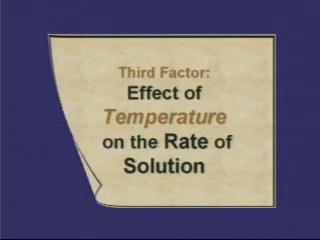 Third Factor:
Effect of
Temperature
on the Rate of
Solution